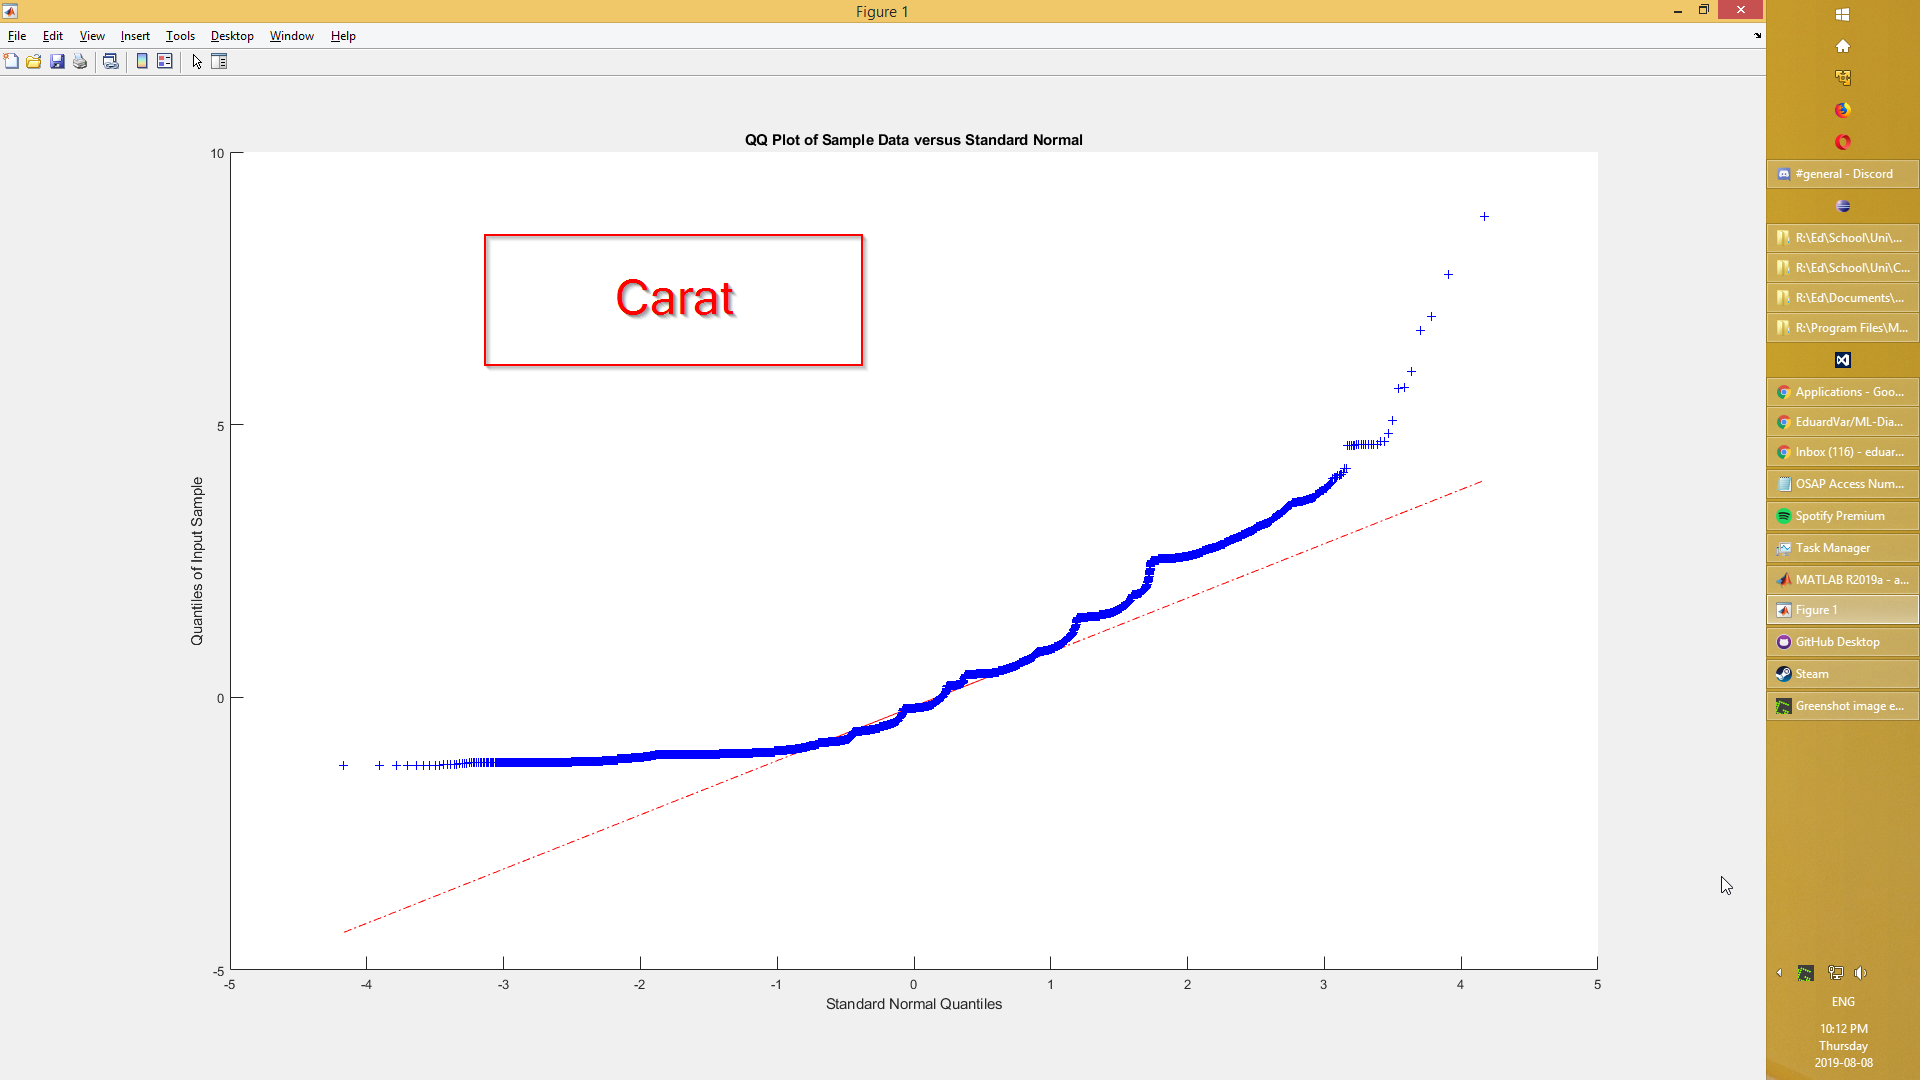 Figure 1
File Edit View Insert Tools Desktop Window Help
QQ Plot of Sample Data versus Standard Normal
Carat
Quantiles of Input Sample
10
5
0
-5
-5 -4 -3 -2 -1 0 1 2 3 4 5
Standard Normal Quantiles
#general - Discord
R:\Ed\School\Uni\...
R:\Ed\School\Uni\C...
R:\Ed\Documents\...
R:\Program Files\M...
Applications - Goo...
EduardVar/ML-Dia...
Inbox (116) - eduar...
OSAP Access Num...
Spotify Premium
Task Manager
MATLAB R2019a - a...
Figure 1
GitHub Desktop
Steam
Greenshot image e...
ENG
10:12 PM
Thursday
2019-08-08